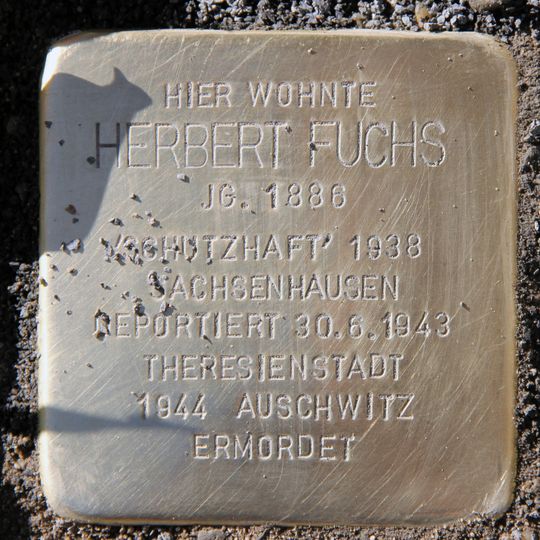 HIER WOHNTE
HERBERT FUCHS
JG. 1886
'SCHUTZHAFT' 1938
SACHSENHAUSEN
DEPORTIERT 30.6.1943
THERESIENSTADT
1944 AUSCHWITZ
ERMORDET